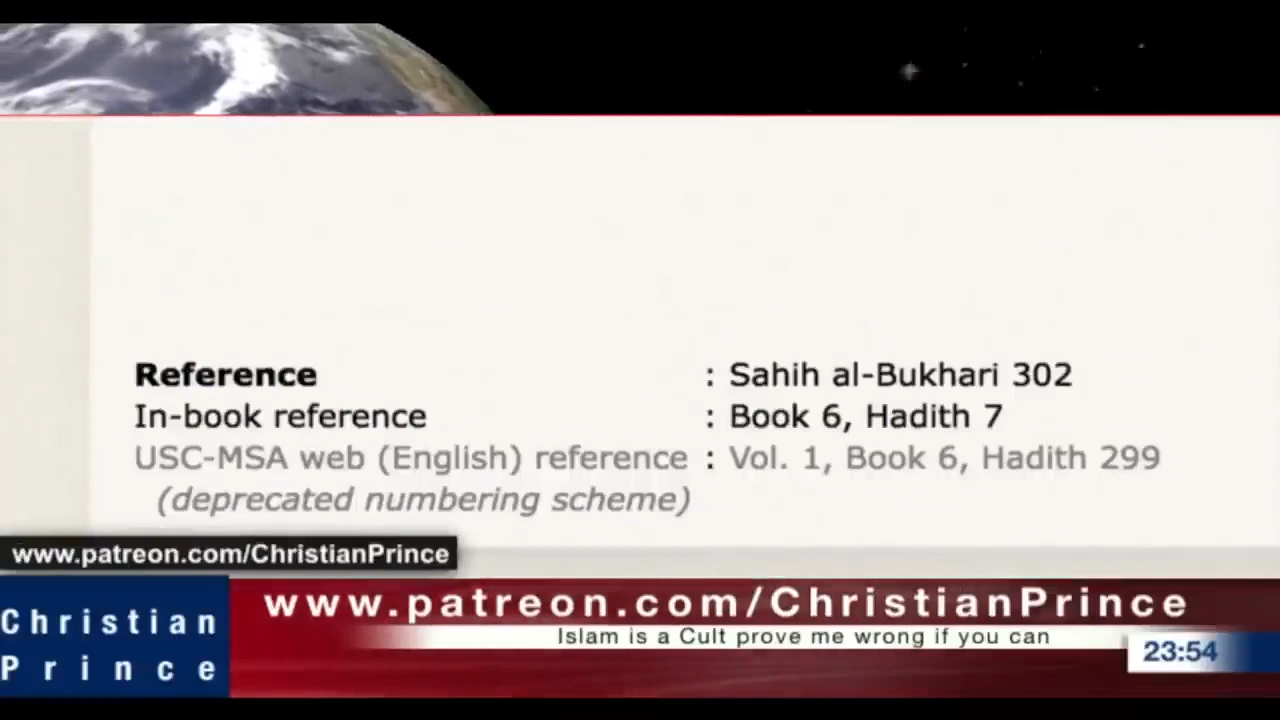 Reference : Sahih al-Bukhari 302
In-book reference : Book 6, Hadith 7
USC-MSA web (English) reference : Vol. 1, Book 6, Hadith 299
(deprecated numbering scheme)
www.patreon.com/ChristianPrince
Christian
Prince
www.patreon.com/ChristianPrince
Islam is a Cult prove me wrong if you can
23:54